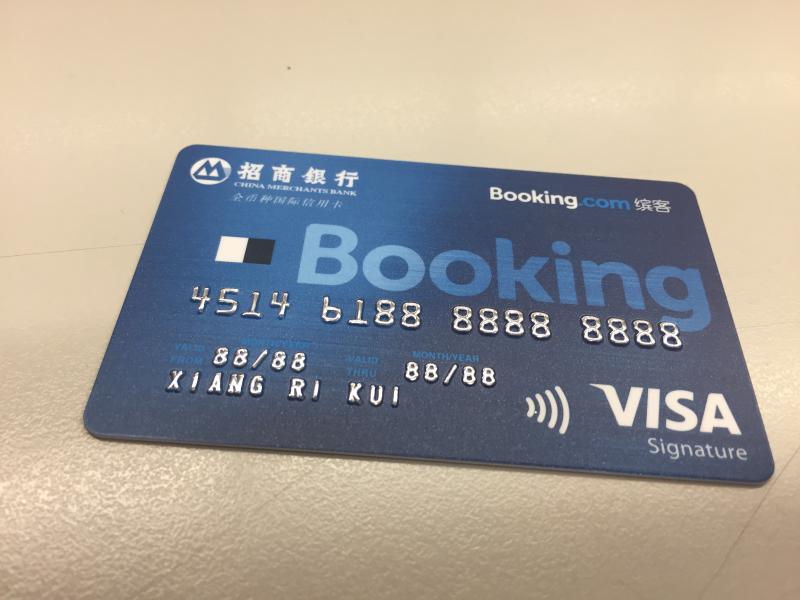 招商银行
CHINA MERCHANTS BANK
全币种国际信用卡
Booking.com 缤客
Booking
4514 6188 8888 8888
VALID FROM MONTH/YEAR 88/88 VALID THRU MONTH/YEAR 88/88
XIANG RI KUI
VISA
Signature